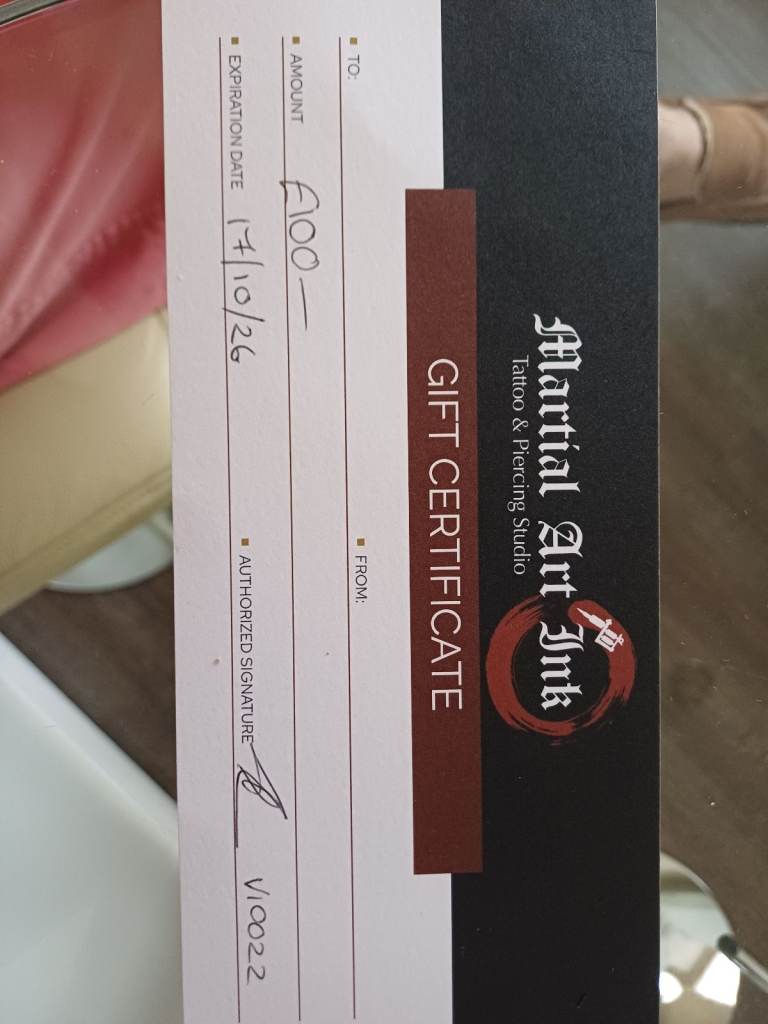 Martial Art Ink
Tattoo & Piercing Studio
GIFT CERTIFICATE
TO: FROM:
AMOUNT £100—
EXPIRATION DATE 17/10/26 AUTHORIZED SIGNATURE V10022